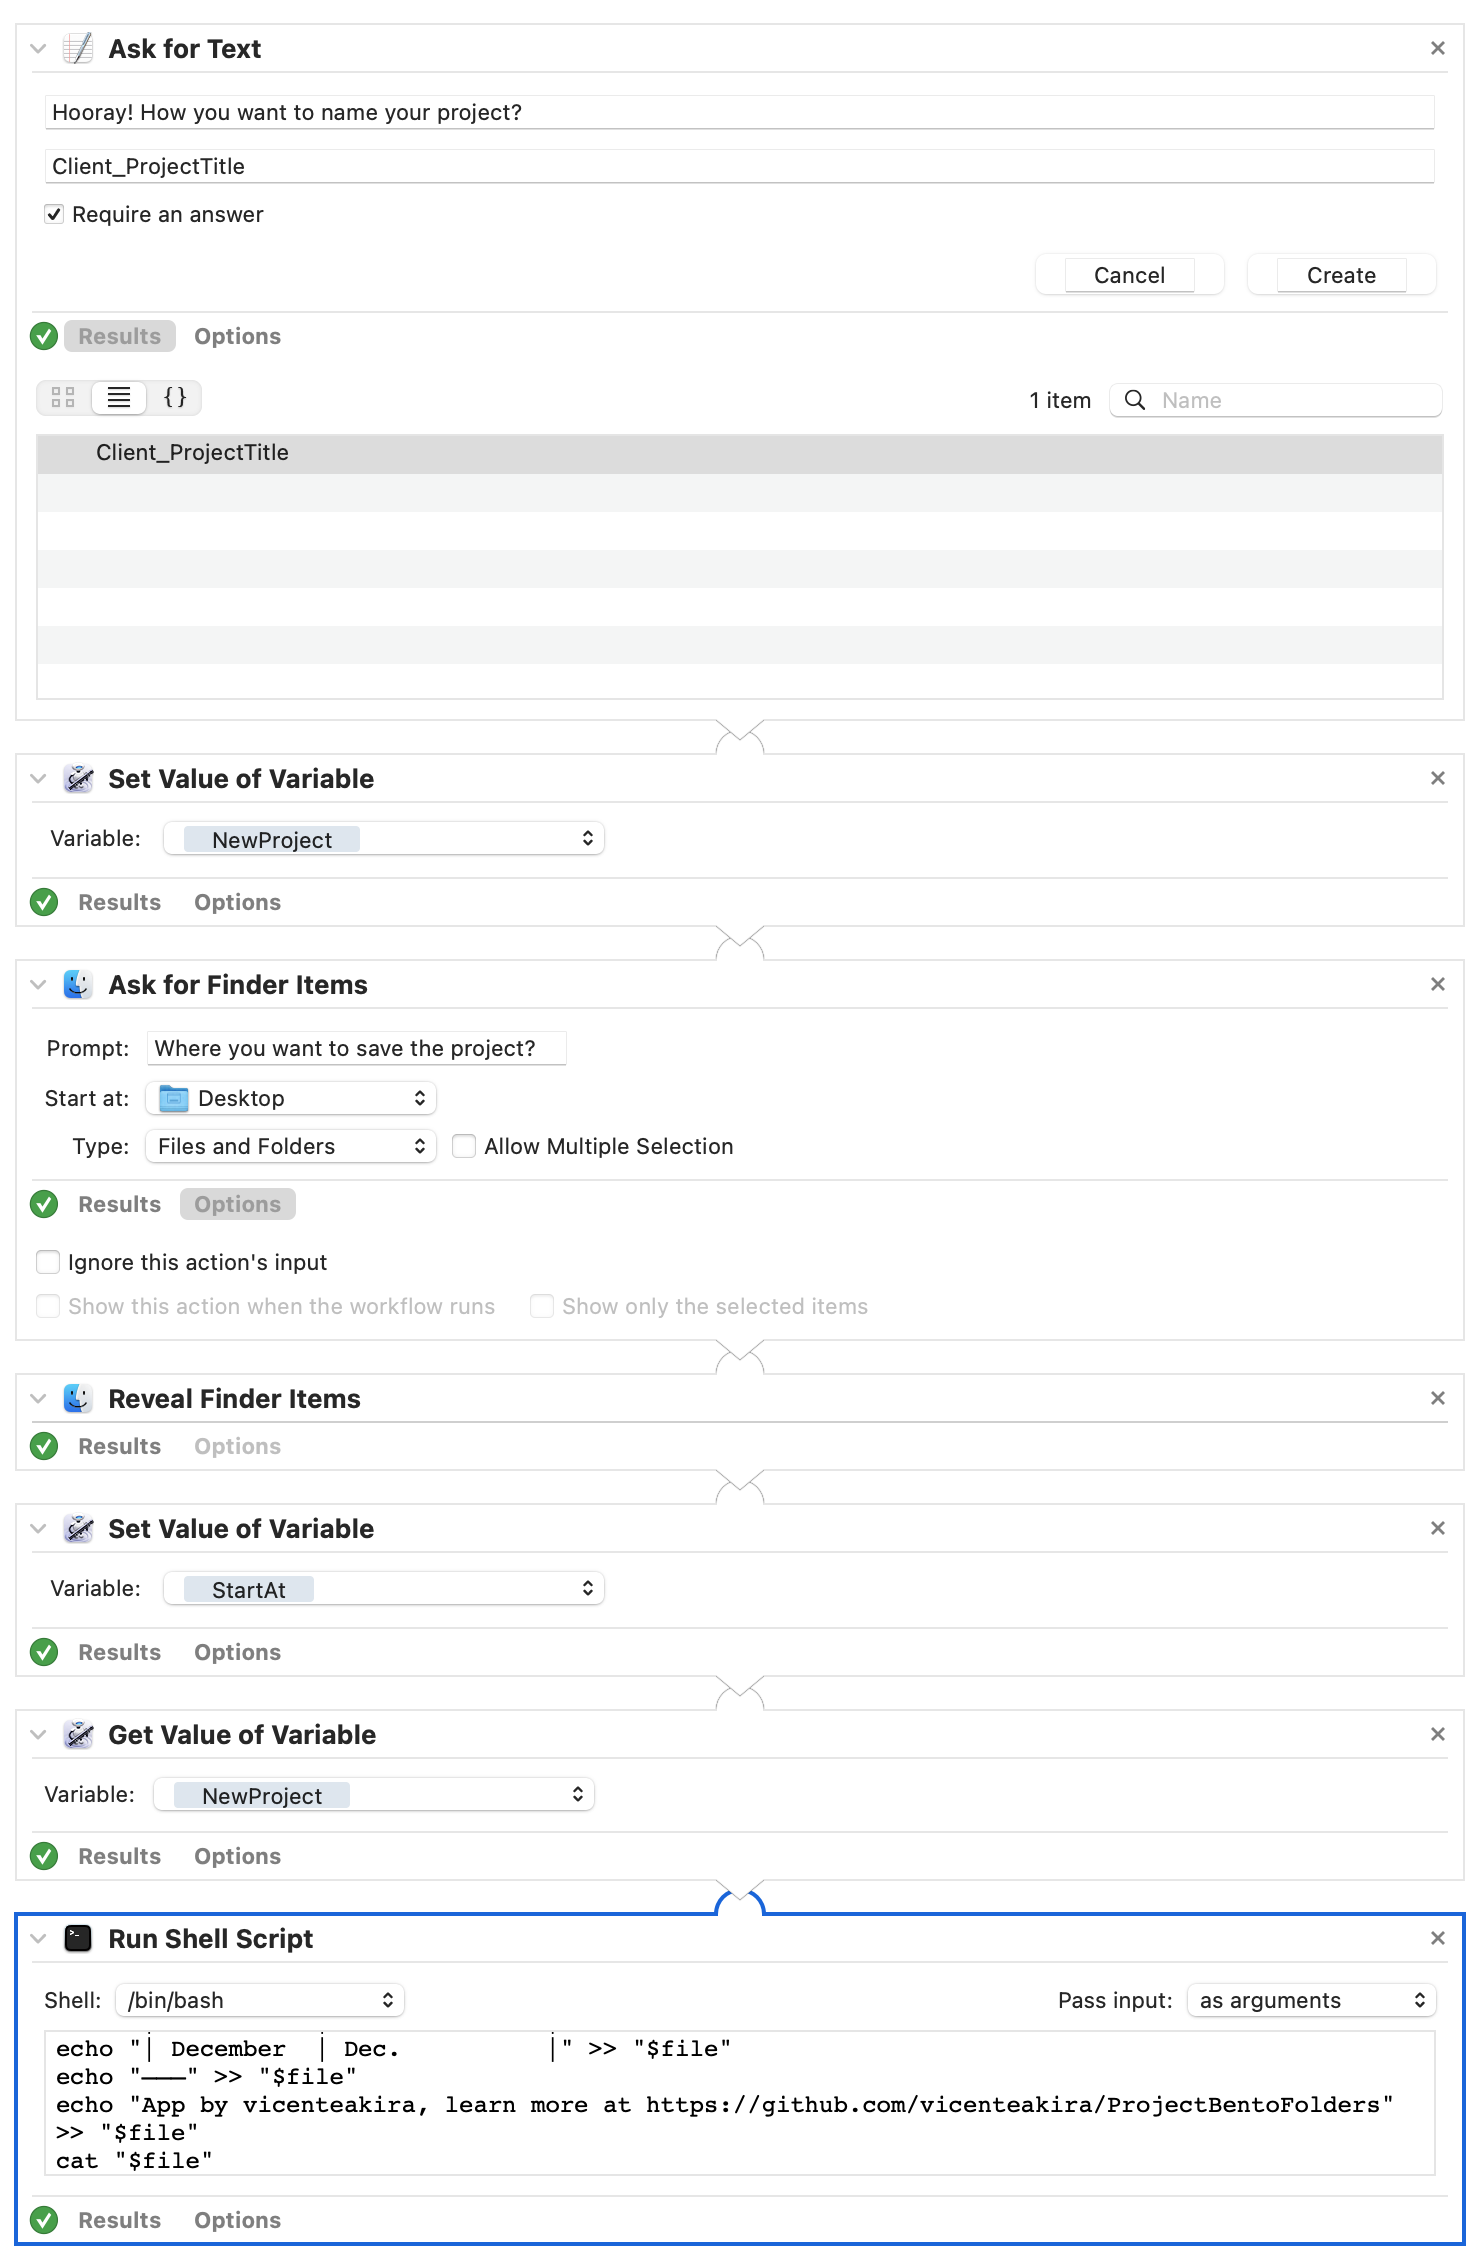 Ask for Text
Hooray! How you want to name your project?
Client_ProjectTitle
Require an answer
Cancel Create
Results Options
{ } 1 item Name
Client_ProjectTitle
Set Value of Variable
Variable: NewProject
Results Options
Ask for Finder Items
Prompt: Where you want to save the project?
Start at: Desktop
Type: Files and Folders Allow Multiple Selection
Results Options
Ignore this action's input
Show this action when the workflow runs Show only the selected items
Reveal Finder Items
Results Options
Set Value of Variable
Variable: StartAt
Results Options
Get Value of Variable
Variable: NewProject
Results Options
Run Shell Script
Shell: /bin/bash Pass input: as arguments
echo "| December | Dec. |" >> "$file"
echo "———" >> "$file"
echo "App by vicenteakira, learn more at https://github.com/vicenteakira/ProjectBentoFolders"
>> "$file"
cat "$file"
Results Options